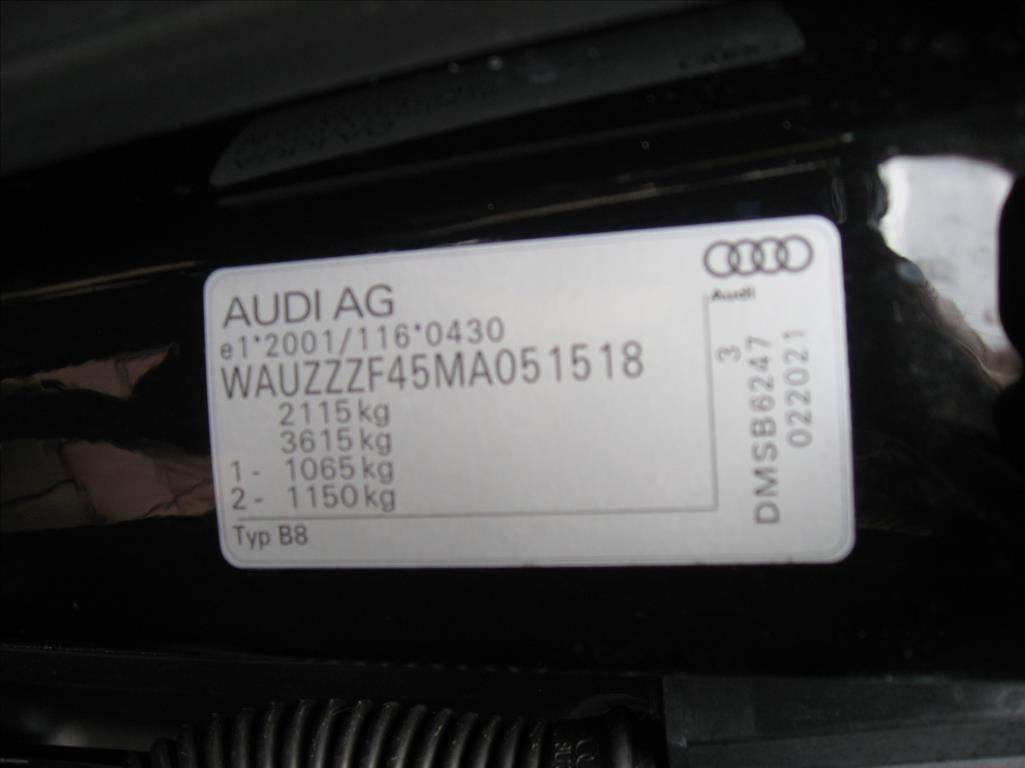 AUDI AG
e1*2001/116*0430
WAUZZZF45MA051518
2115 kg
3615 kg
1 - 1065 kg
2 - 1150 kg
Typ B8
Audi
3
DMSB6247
022021